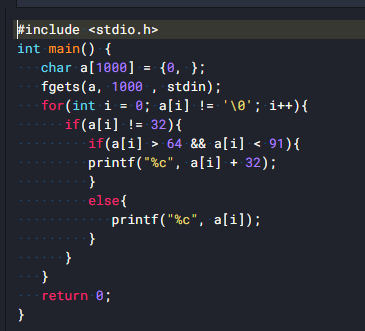 #include <stdio.h>
int main() {
   char a[1000] = {0, };
   fgets(a, 1000 , stdin);
   for(int i = 0; a[i] != '\0'; i++){
      if(a[i] != 32){
         if(a[i] > 64 && a[i] < 91){
         printf("%c", a[i] + 32);
         }
         else{
            printf("%c", a[i]);
         }
      }
   }
   return 0;
}